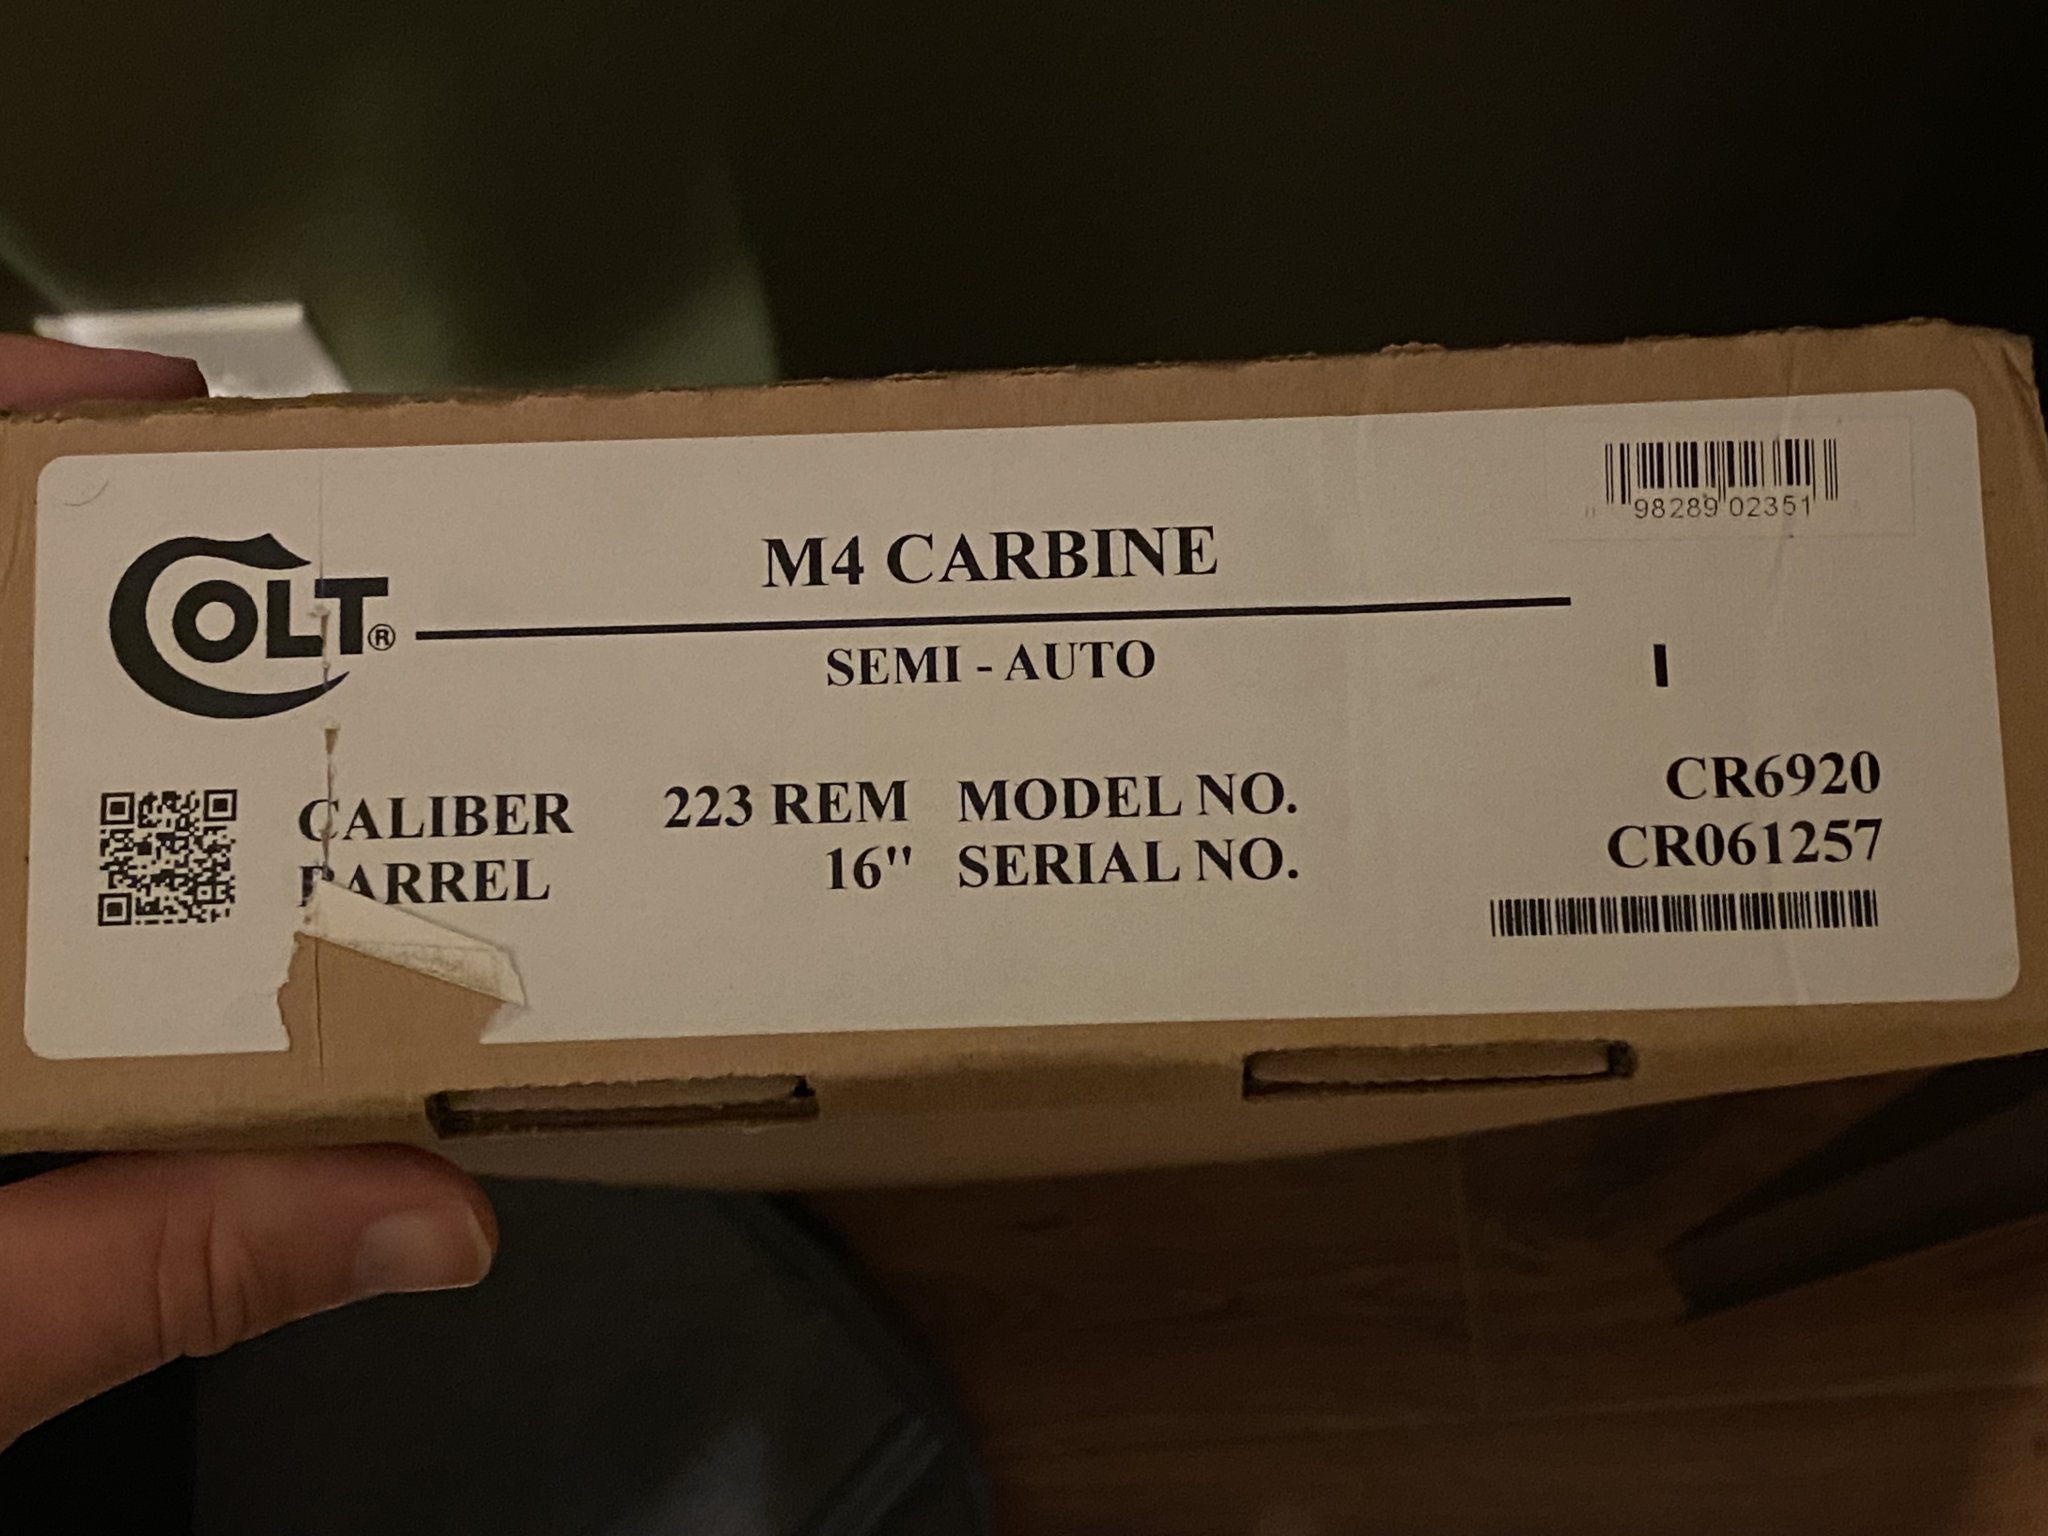 98289 02351
M4 CARBINE
COLT®
SEMI - AUTO
I
CALIBER 223 REM MODEL NO. CR6920
BARREL 16" SERIAL NO. CR061257